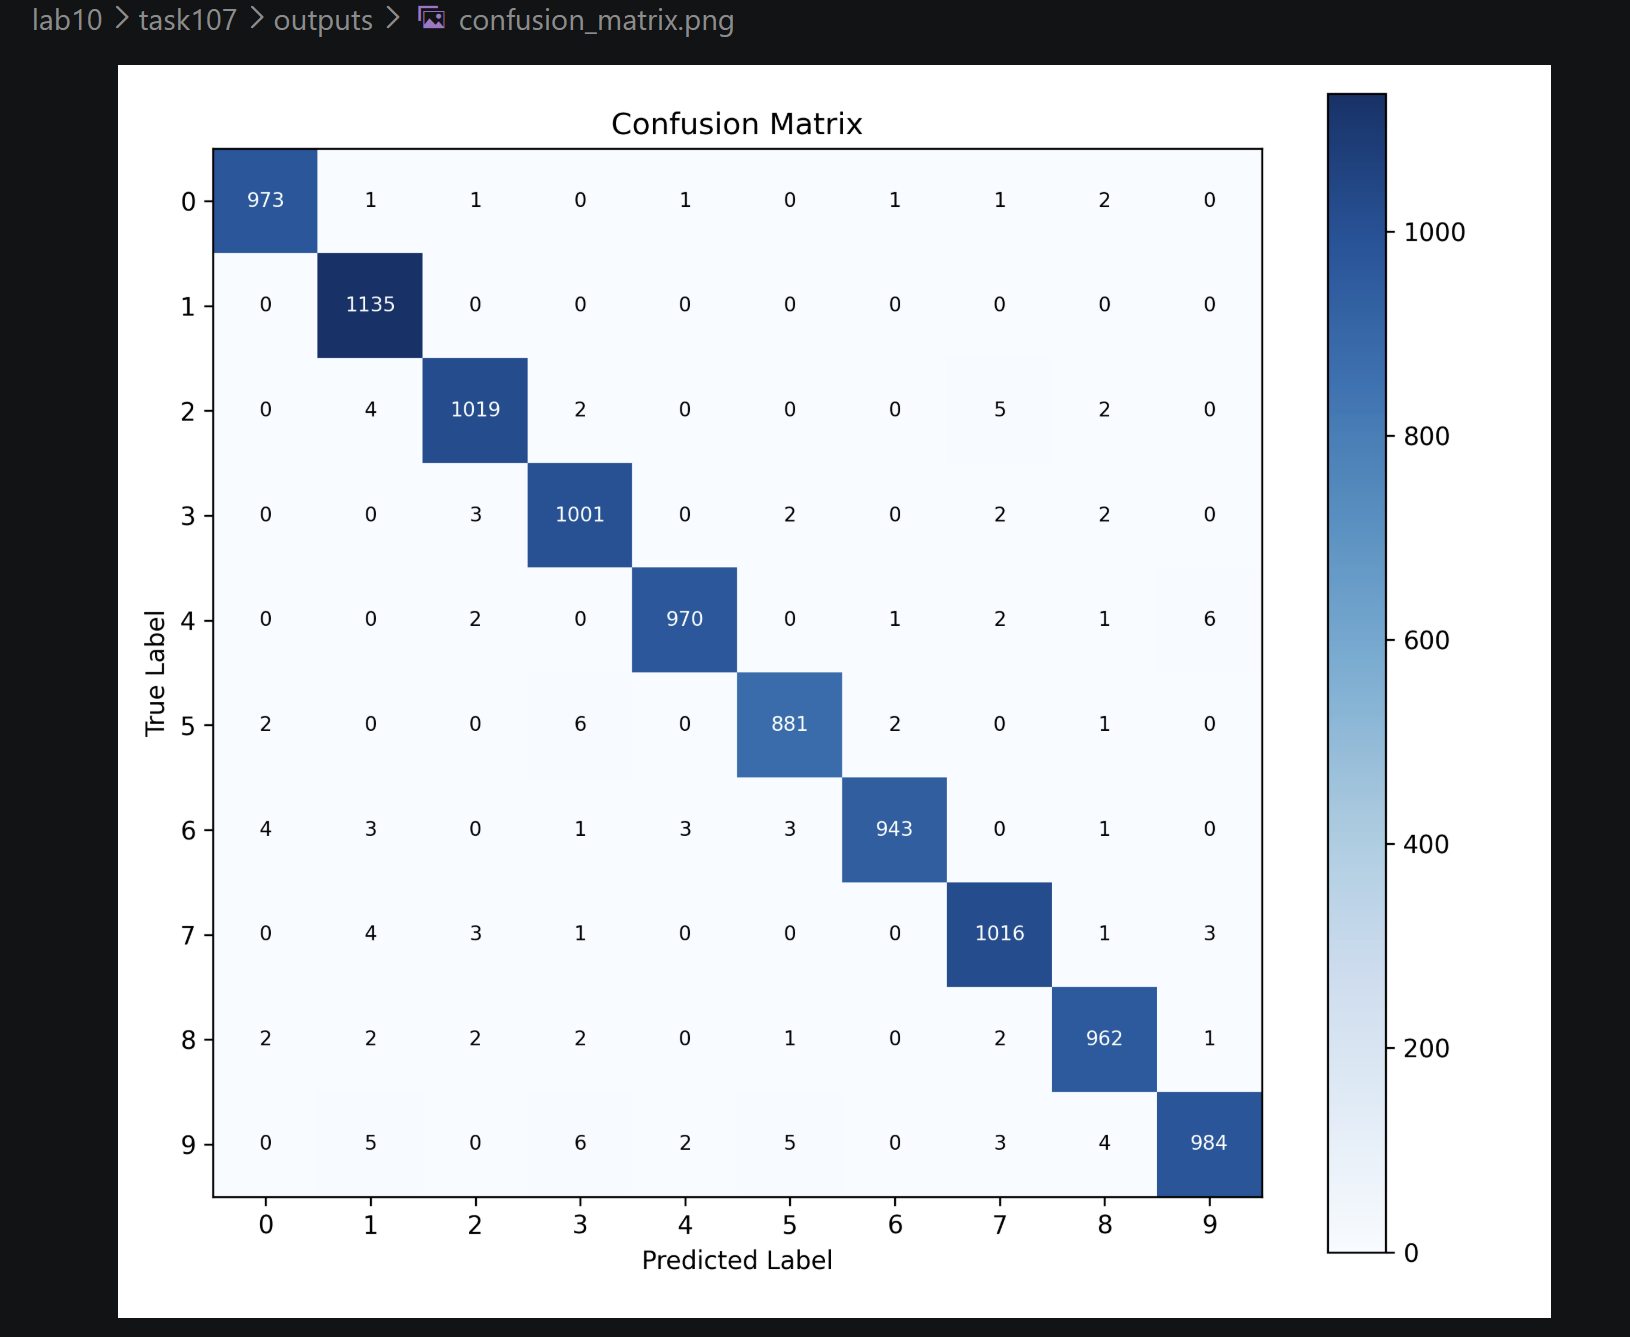 lab10 > task107 > outputs > confusion_matrix.png
Confusion Matrix
0 973 1 1 0 1 0 1 1 2 0
1 0 1135 0 0 0 0 0 0 0 0
2 0 4 1019 2 0 0 0 5 2 0
3 0 0 3 1001 0 2 0 2 2 0
4 0 0 2 0 970 0 1 2 1 6
5 2 0 0 6 0 881 2 0 1 0
6 4 3 0 1 3 3 943 0 1 0
7 0 4 3 1 0 0 0 1016 1 3
8 2 2 2 2 0 1 0 2 962 1
9 0 5 0 6 2 5 0 3 4 984
0 1 2 3 4 5 6 7 8 9
Predicted Label
True Label
1000
800
600
400
200
0